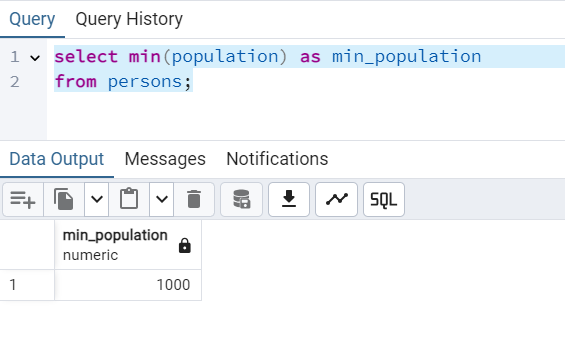 Query Query History
1 select min(population) as min_population
2 from persons;
Data Output Messages Notifications
SQL
min_population
numeric
1 1000